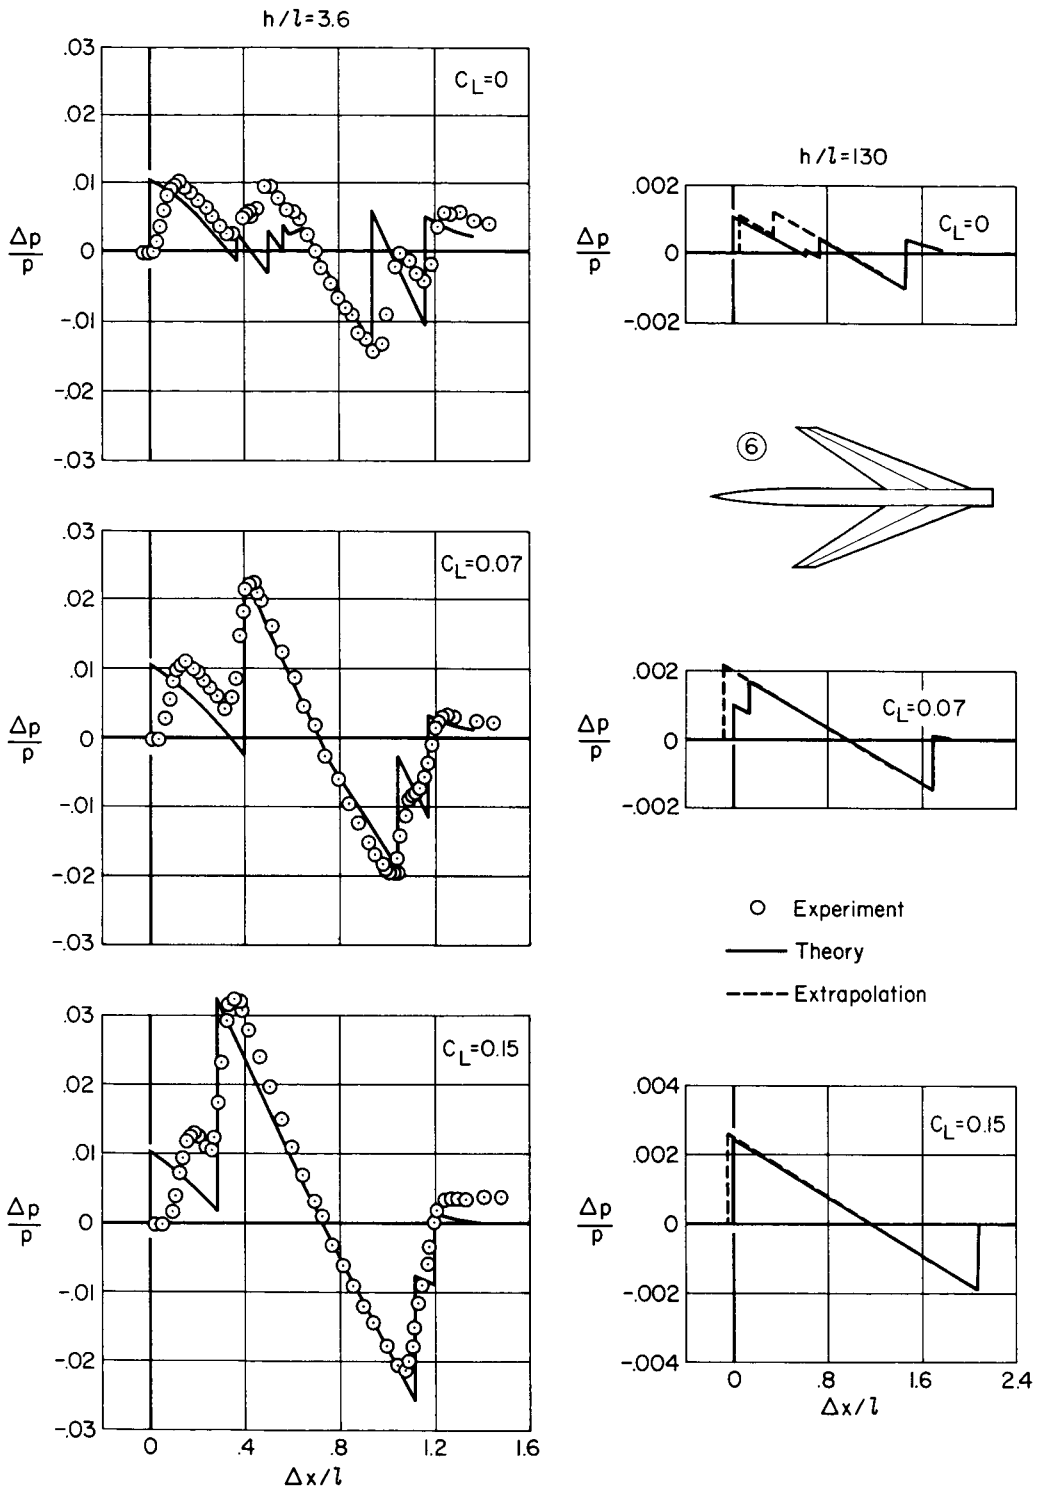 h/l=3.6
.03
.02
.01
0
-.01
-.02
-.03
Δp
p
C_L=0
h/l=130
.002
0
-.002
Δp
p
C_L=0
6
.03
.02
.01
0
-.01
-.02
-.03
Δp
p
C_L=0.07
.002
0
-.002
Δp
p
C_L=0.07
Experiment
Theory
Extrapolation
.03
.02
.01
0
-.01
-.02
-.03
Δp
p
C_L=0.15
0 .4 .8 1.2 1.6
Δx/l
.004
.002
0
-.002
-.004
Δp
p
C_L=0.15
0 .8 1.6 2.4
Δx/l